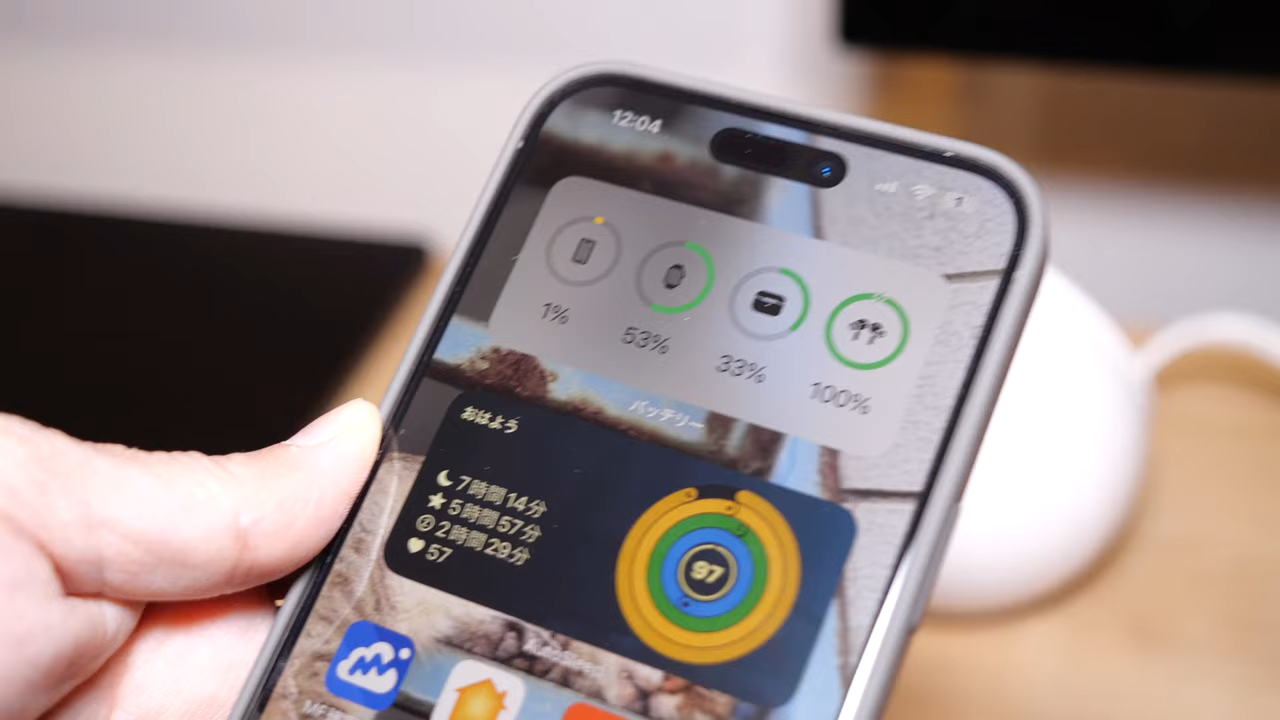 12:04
1%
53%
33%
100%
バッテリー
おはよう
7時間14分
5時間57分
2時間29分
57
97
AutoSleep